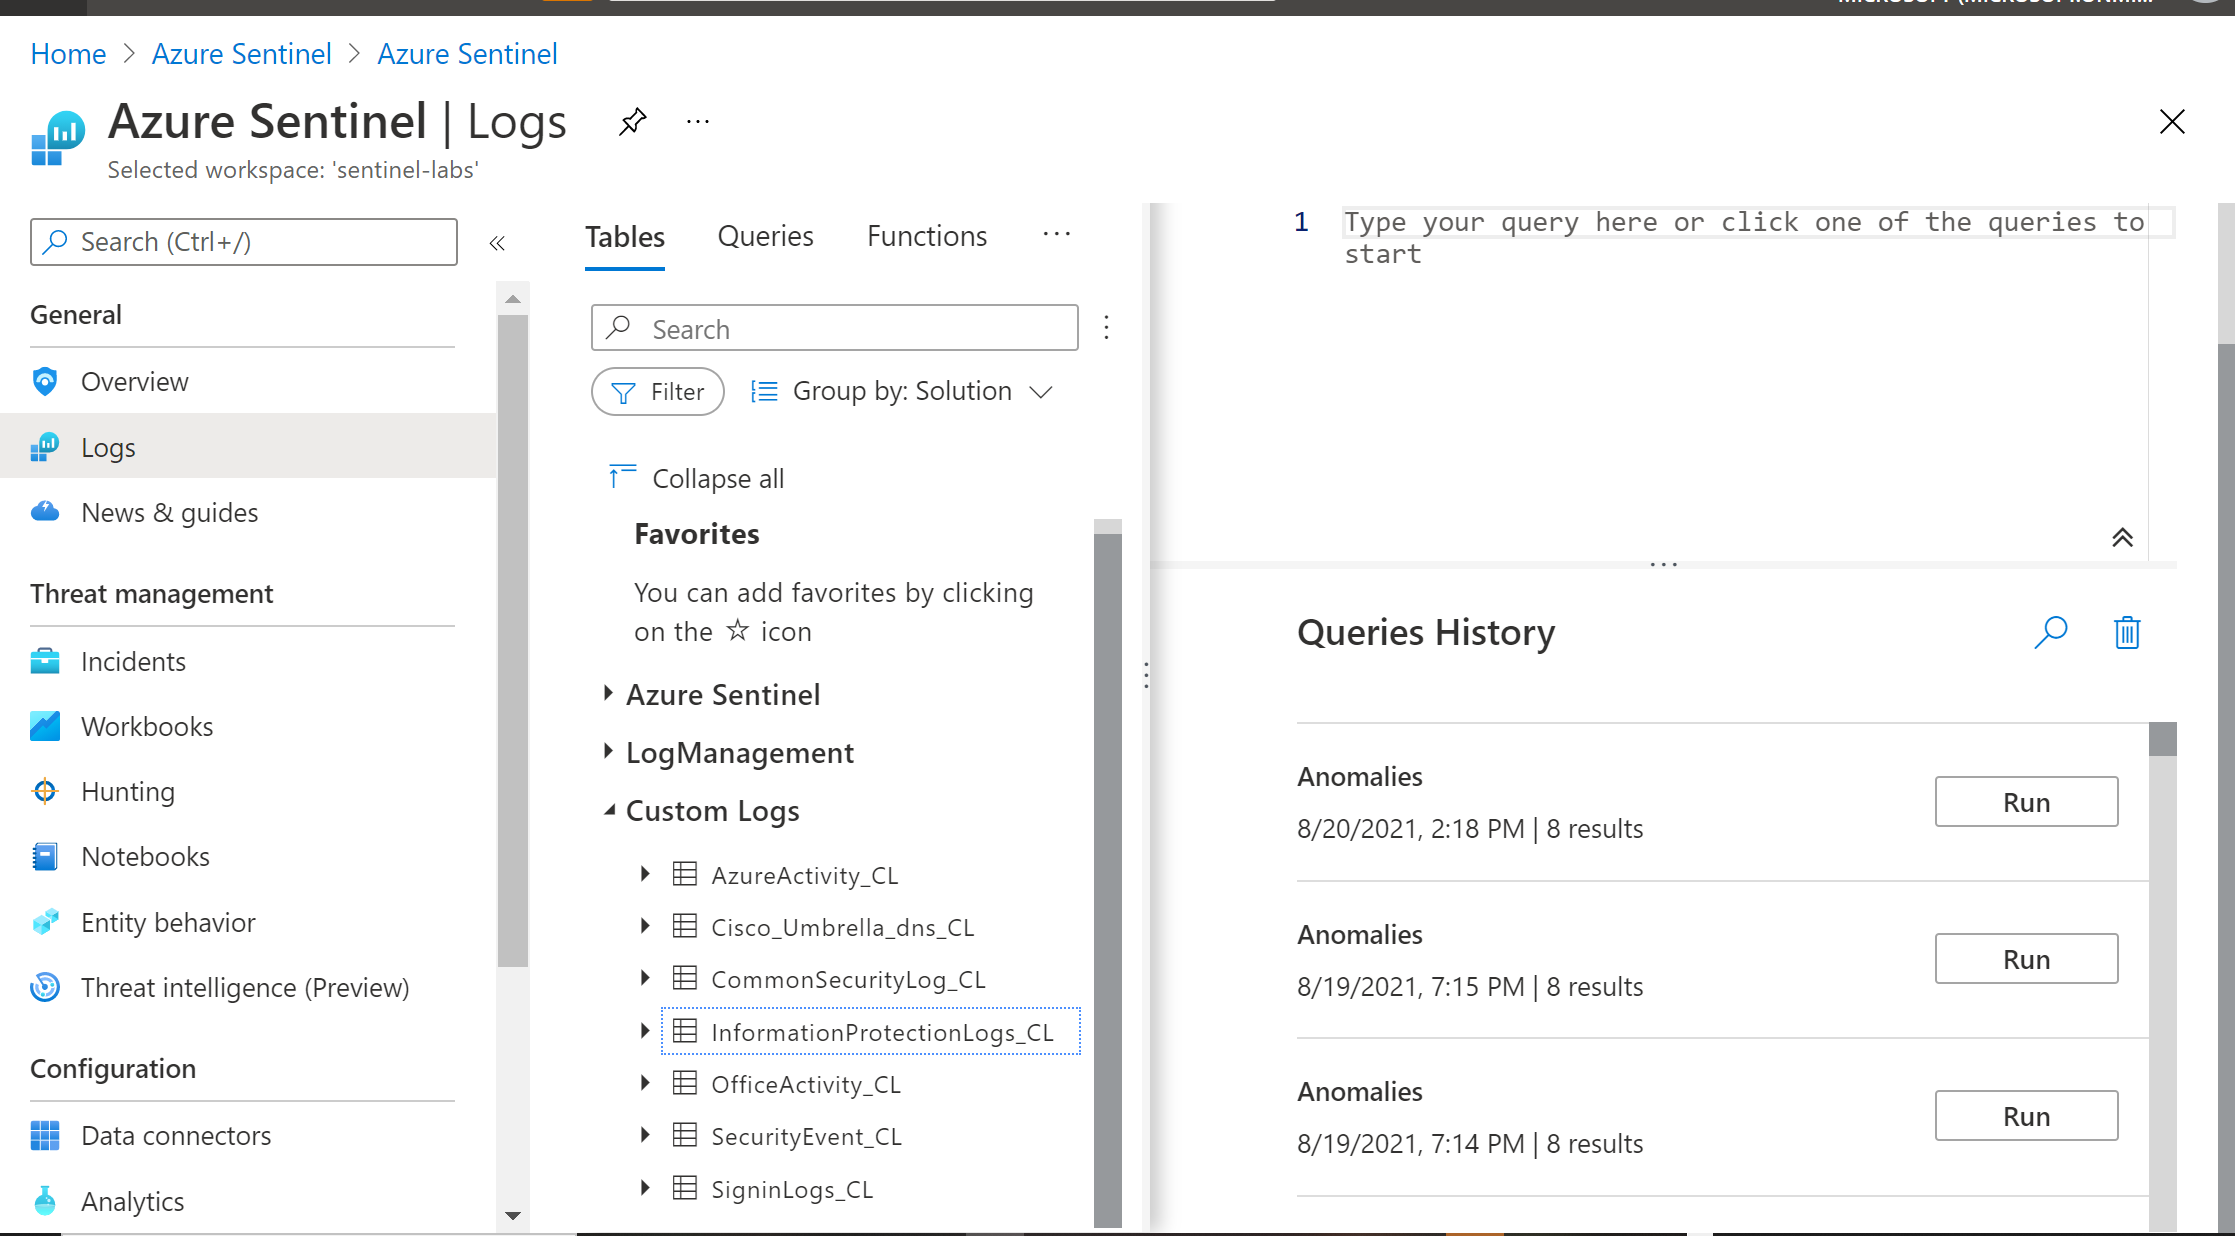 Home > Azure Sentinel > Azure Sentinel
Azure Sentinel | Logs
Selected workspace: 'sentinel-labs'
Search (Ctrl+/)
General
Overview
Logs
News & guides
Threat management
Incidents
Workbooks
Hunting
Notebooks
Entity behavior
Threat intelligence (Preview)
Configuration
Data connectors
Analytics
Tables
Queries
Functions
Search
Filter
Group by: Solution
Collapse all
Favorites
You can add favorites by clicking
on the ☆ icon
Azure Sentinel
LogManagement
Custom Logs
AzureActivity_CL
Cisco_Umbrella_dns_CL
CommonSecurityLog_CL
InformationProtectionLogs_CL
OfficeActivity_CL
SecurityEvent_CL
SigninLogs_CL
1
Type your query here or click one of the queries to
start
Queries History
Anomalies
8/20/2021, 2:18 PM | 8 results
Run
Anomalies
8/19/2021, 7:15 PM | 8 results
Run
Anomalies
8/19/2021, 7:14 PM | 8 results
Run